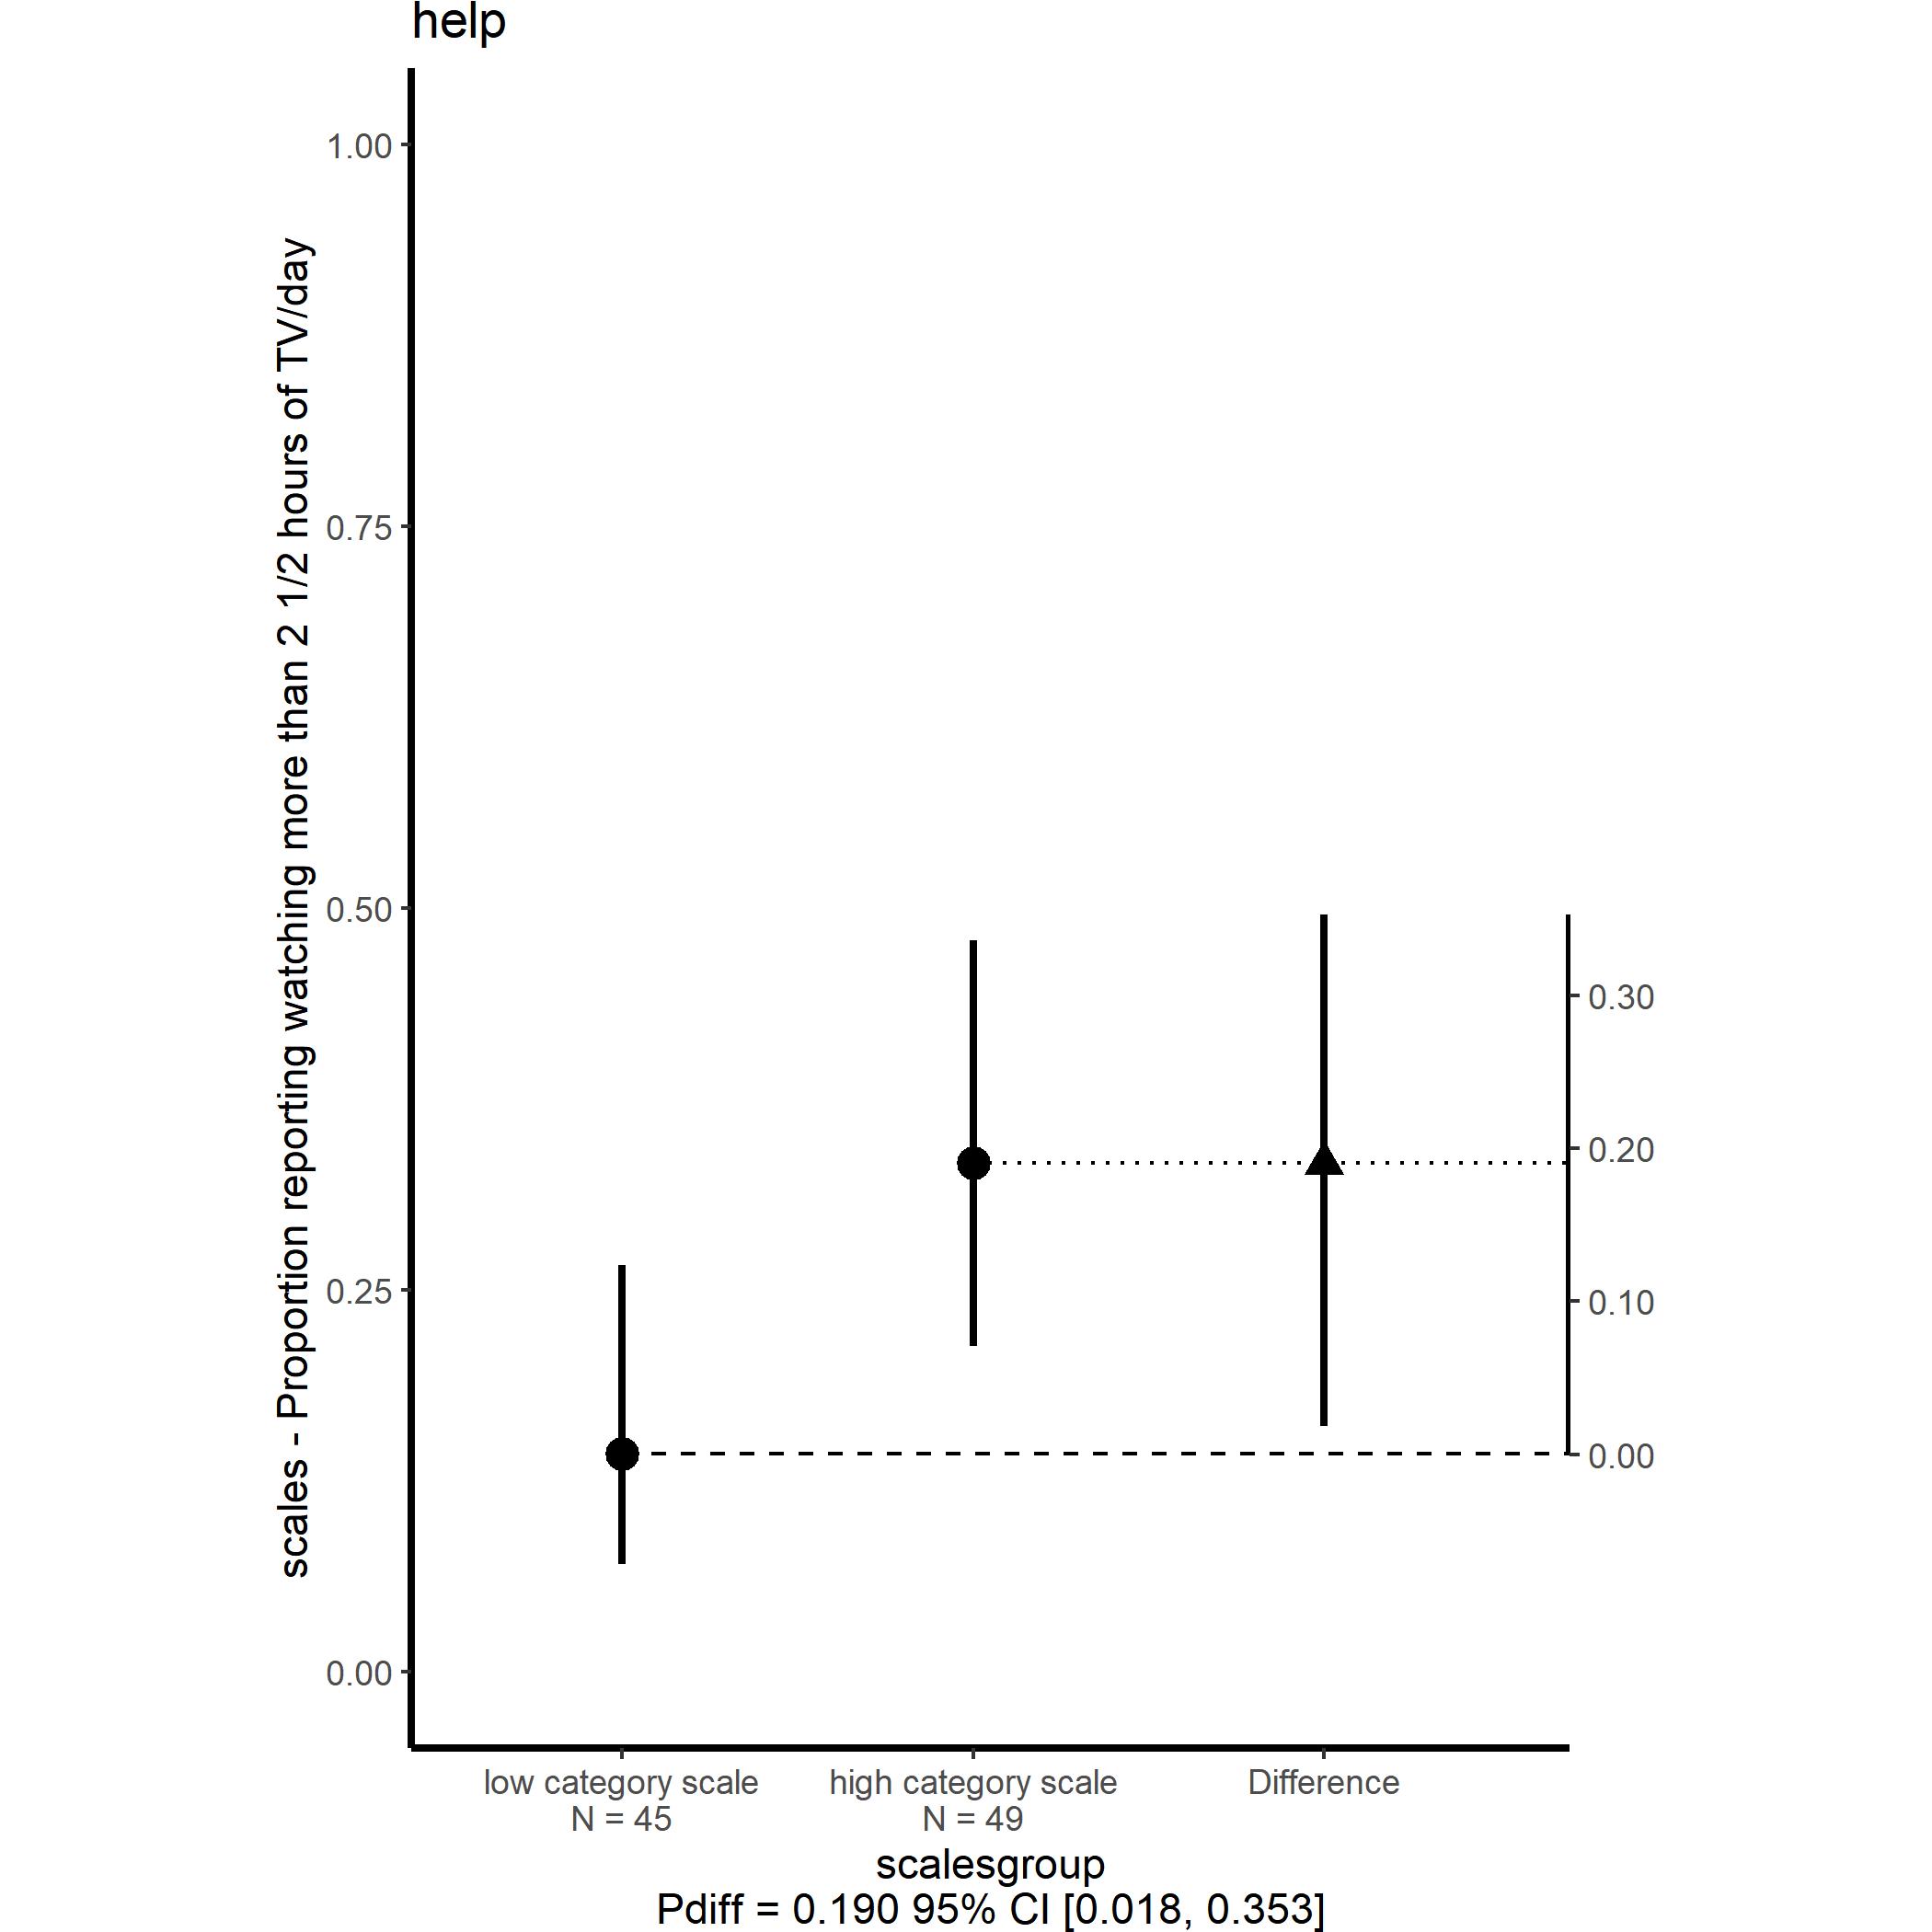 help
scales - Proportion reporting watching more than 2 1/2 hours of TV/day
1.00
0.75
0.50
0.25
0.00
0.30
0.20
0.10
0.00
low category scale
N = 45
high category scale
N = 49
Difference
scalesgroup
Pdiff = 0.190 95% CI [0.018, 0.353]